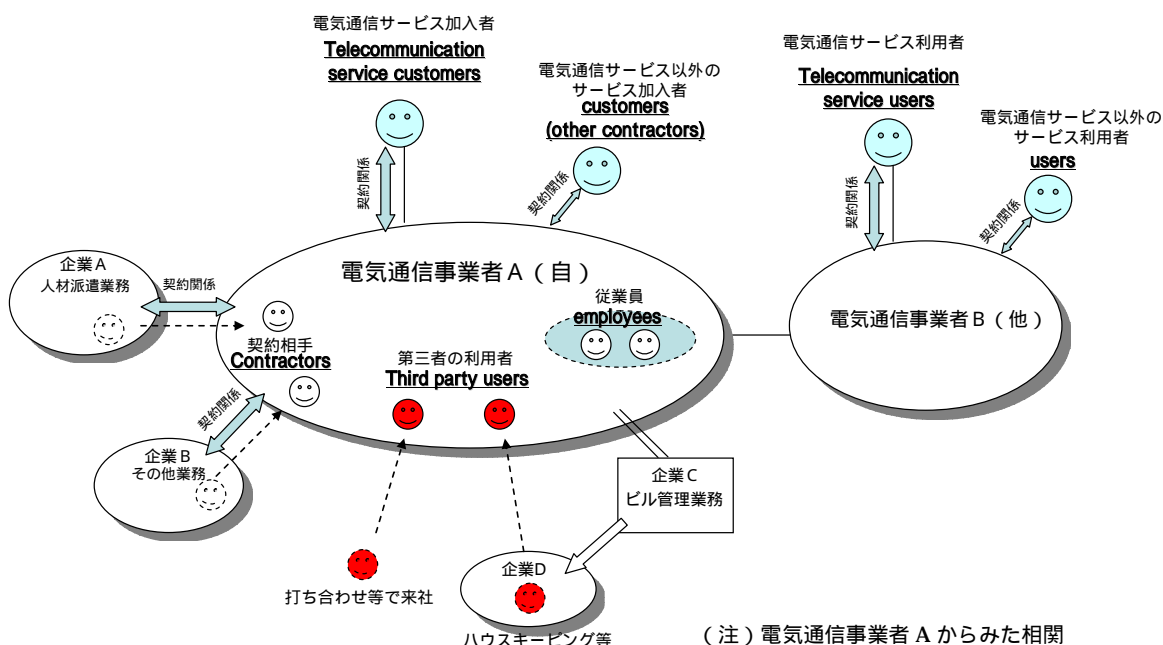 電気通信サービス加入者
Telecommunication
service customers
電気通信サービス以外の
サービス加入者
customers
(other contractors)
電気通信サービス利用者
Telecommunication
service users
電気通信サービス以外の
サービス利用者
users
契約関係
契約関係
契約関係
契約関係
企業A
人材派遣業務
契約関係
電気通信事業者A(自)
従業員
employees
電気通信事業者B(他)
契約相手
Contractors
第三者の利用者
Third party users
契約関係
企業B
その他業務
企業C
ビル管理業務
企業D
打ち合わせ等で来社
ハウスキーピング等
(注)電気通信事業者 A からみた相関